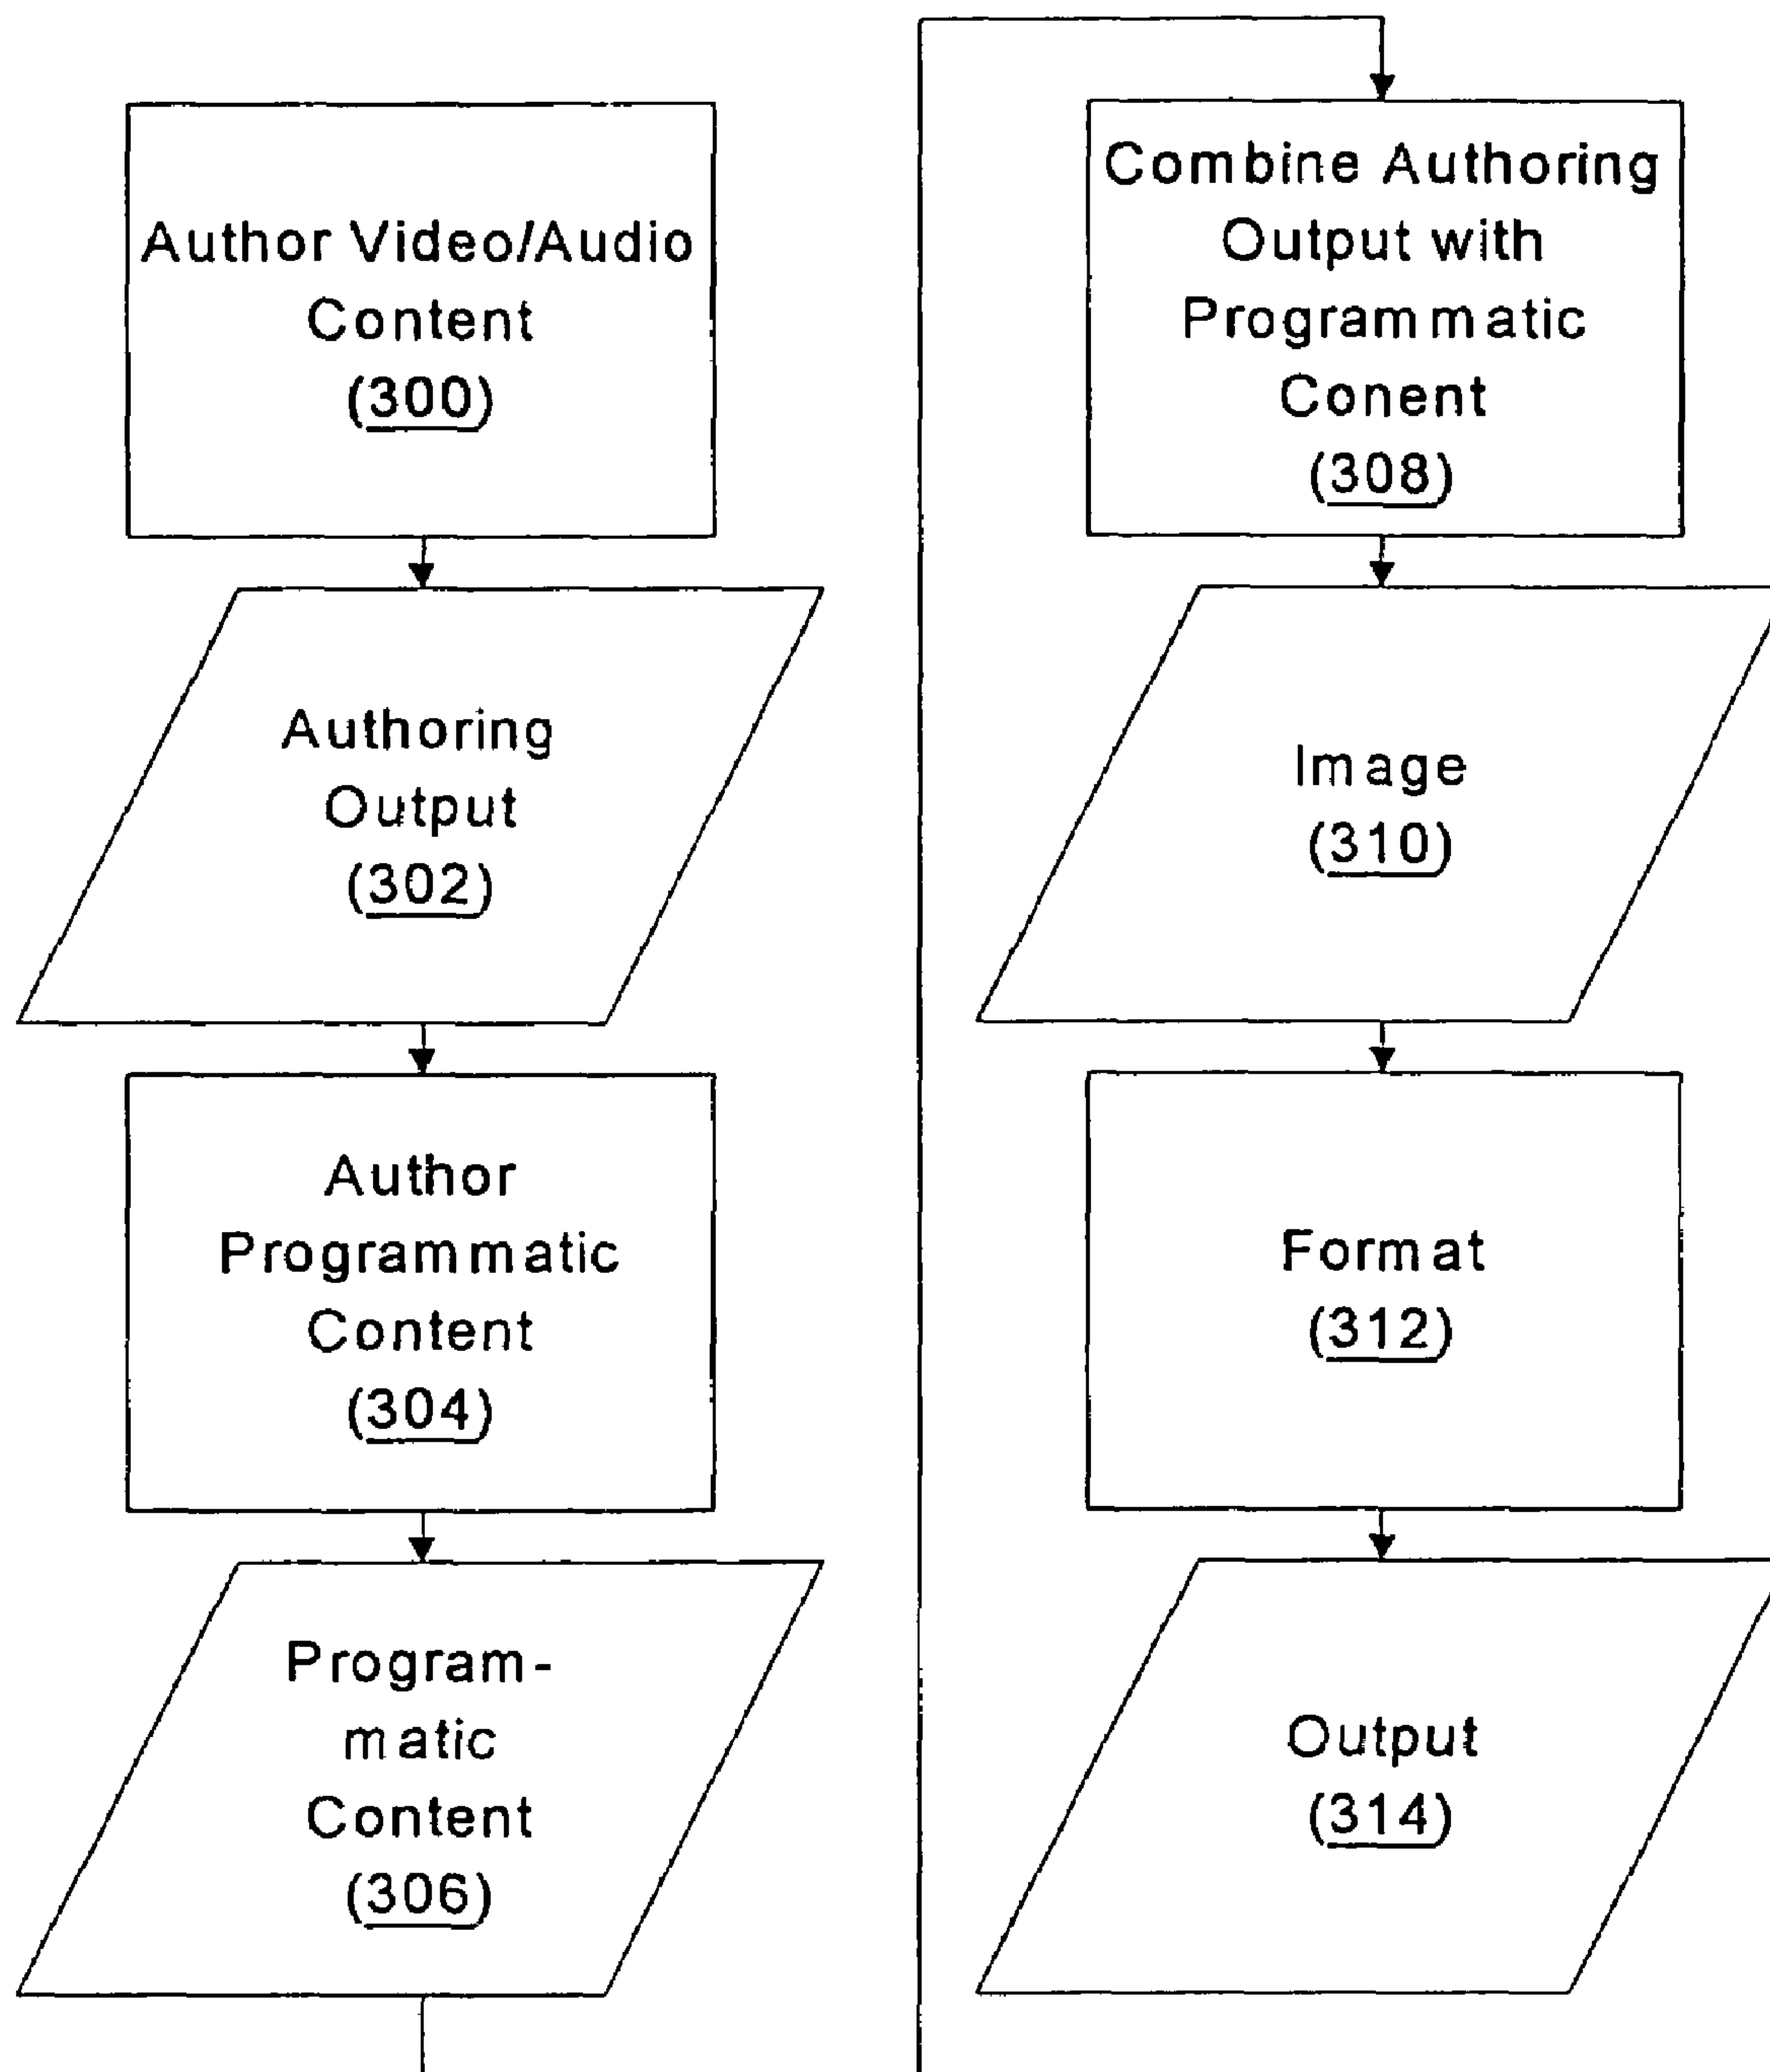 Author Video/Audio
Content
(300)
Authoring
Output
(302)
Author
Programmatic
Content
(304)
Program-
matic
Content
(306)
Combine Authoring
Output with
Programmatic
Conent
(308)
Image
(310)
Format
(312)
Output
(314)